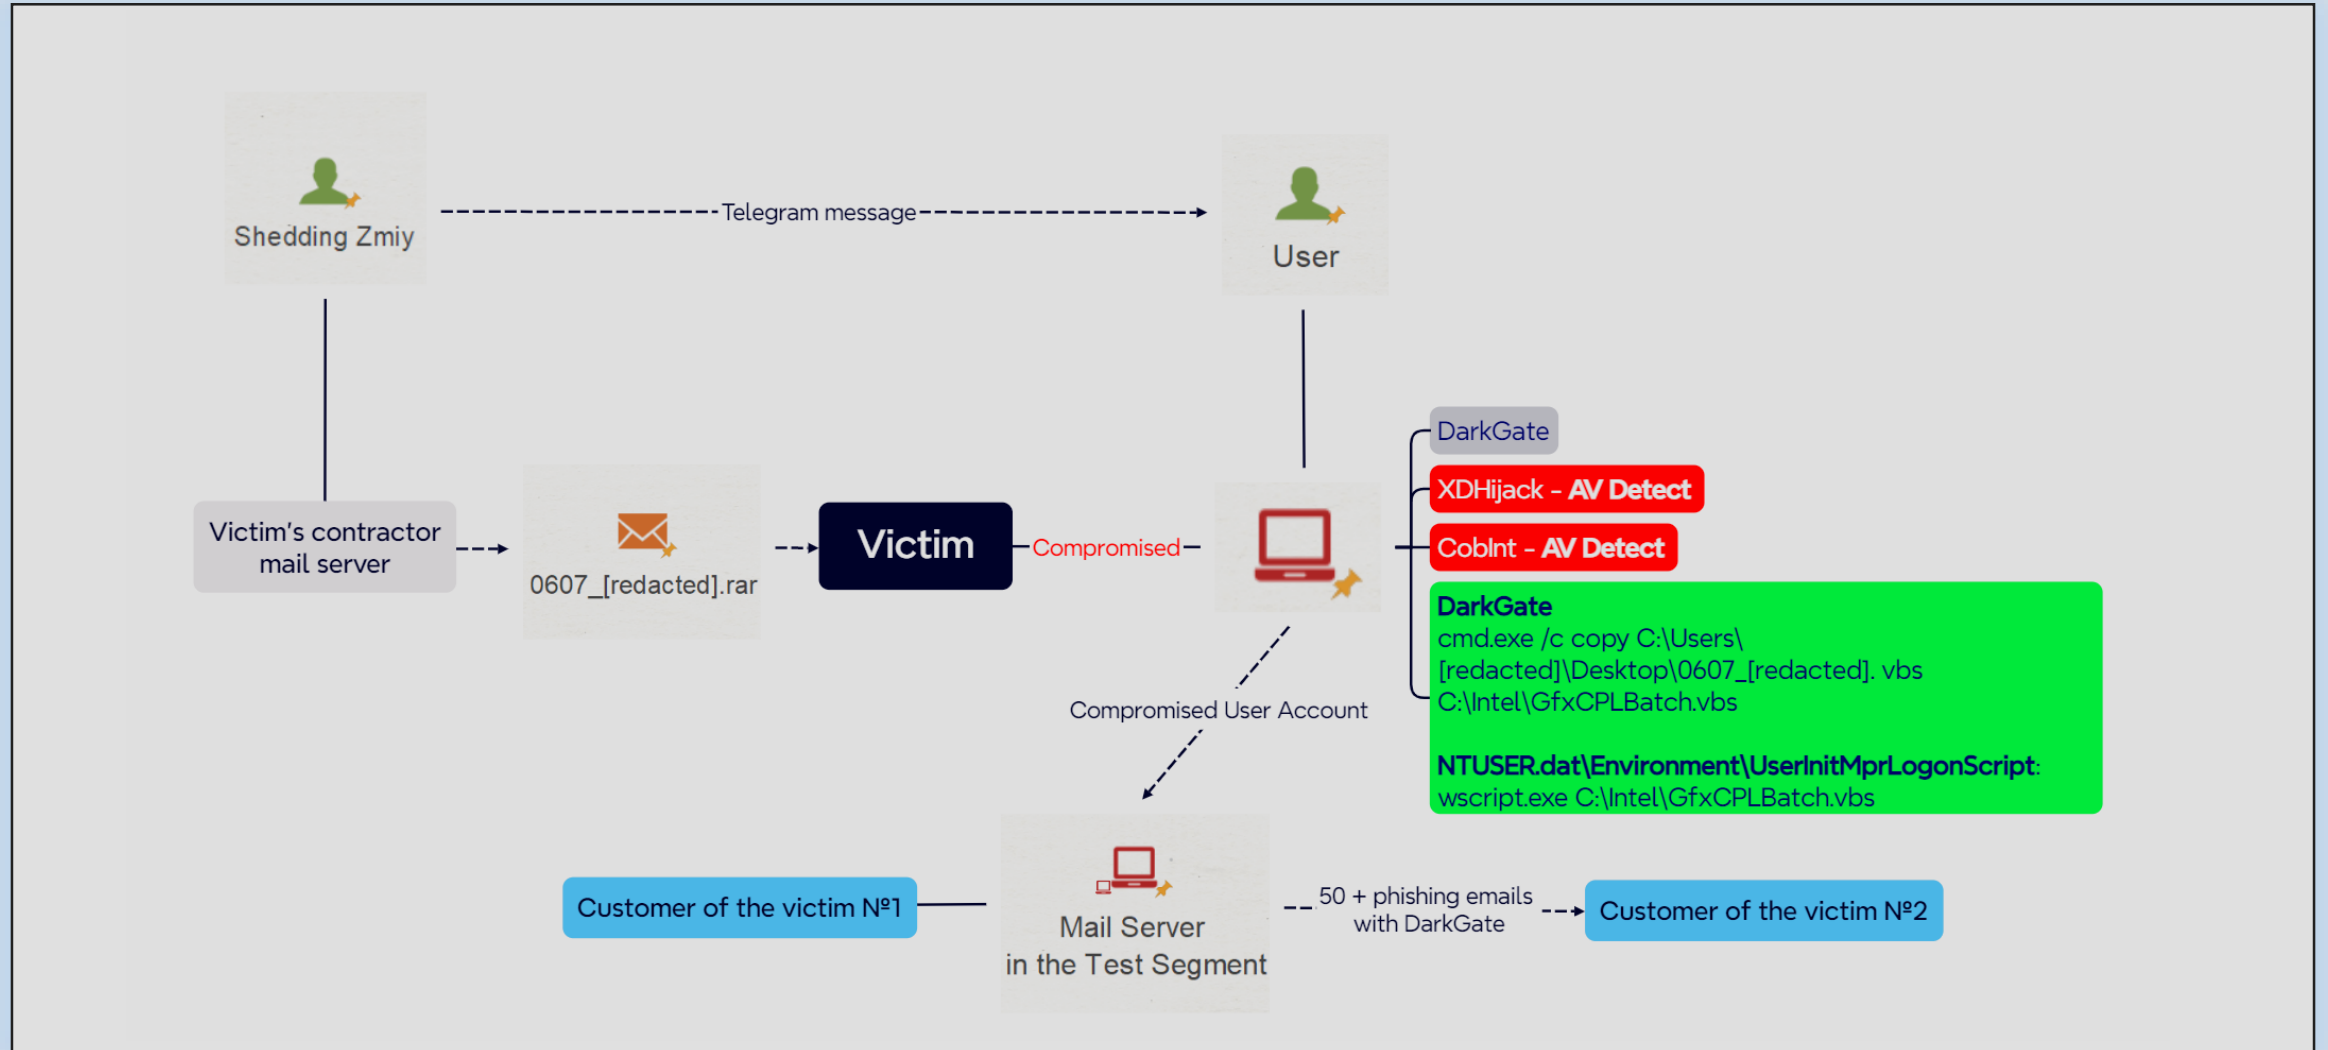 Shedding Zmiy
Telegram message
User
Victim's contractor
mail server
0607_[redacted].rar
Victim
Compromised
DarkGate
XDHijack - AV Detect
CobInt - AV Detect
DarkGate
cmd.exe /c copy C:\Users\
[redacted]\Desktop\0607_[redacted]. vbs
C:\Intel\GfxCPLBatch.vbs
NTUSER.dat\Environment\UserInitMprLogonScript:
wscript.exe C:\Intel\GfxCPLBatch.vbs
Compromised User Account
Customer of the victim Nº1
Mail Server
in the Test Segment
50 + phishing emails
with DarkGate
Customer of the victim Nº2